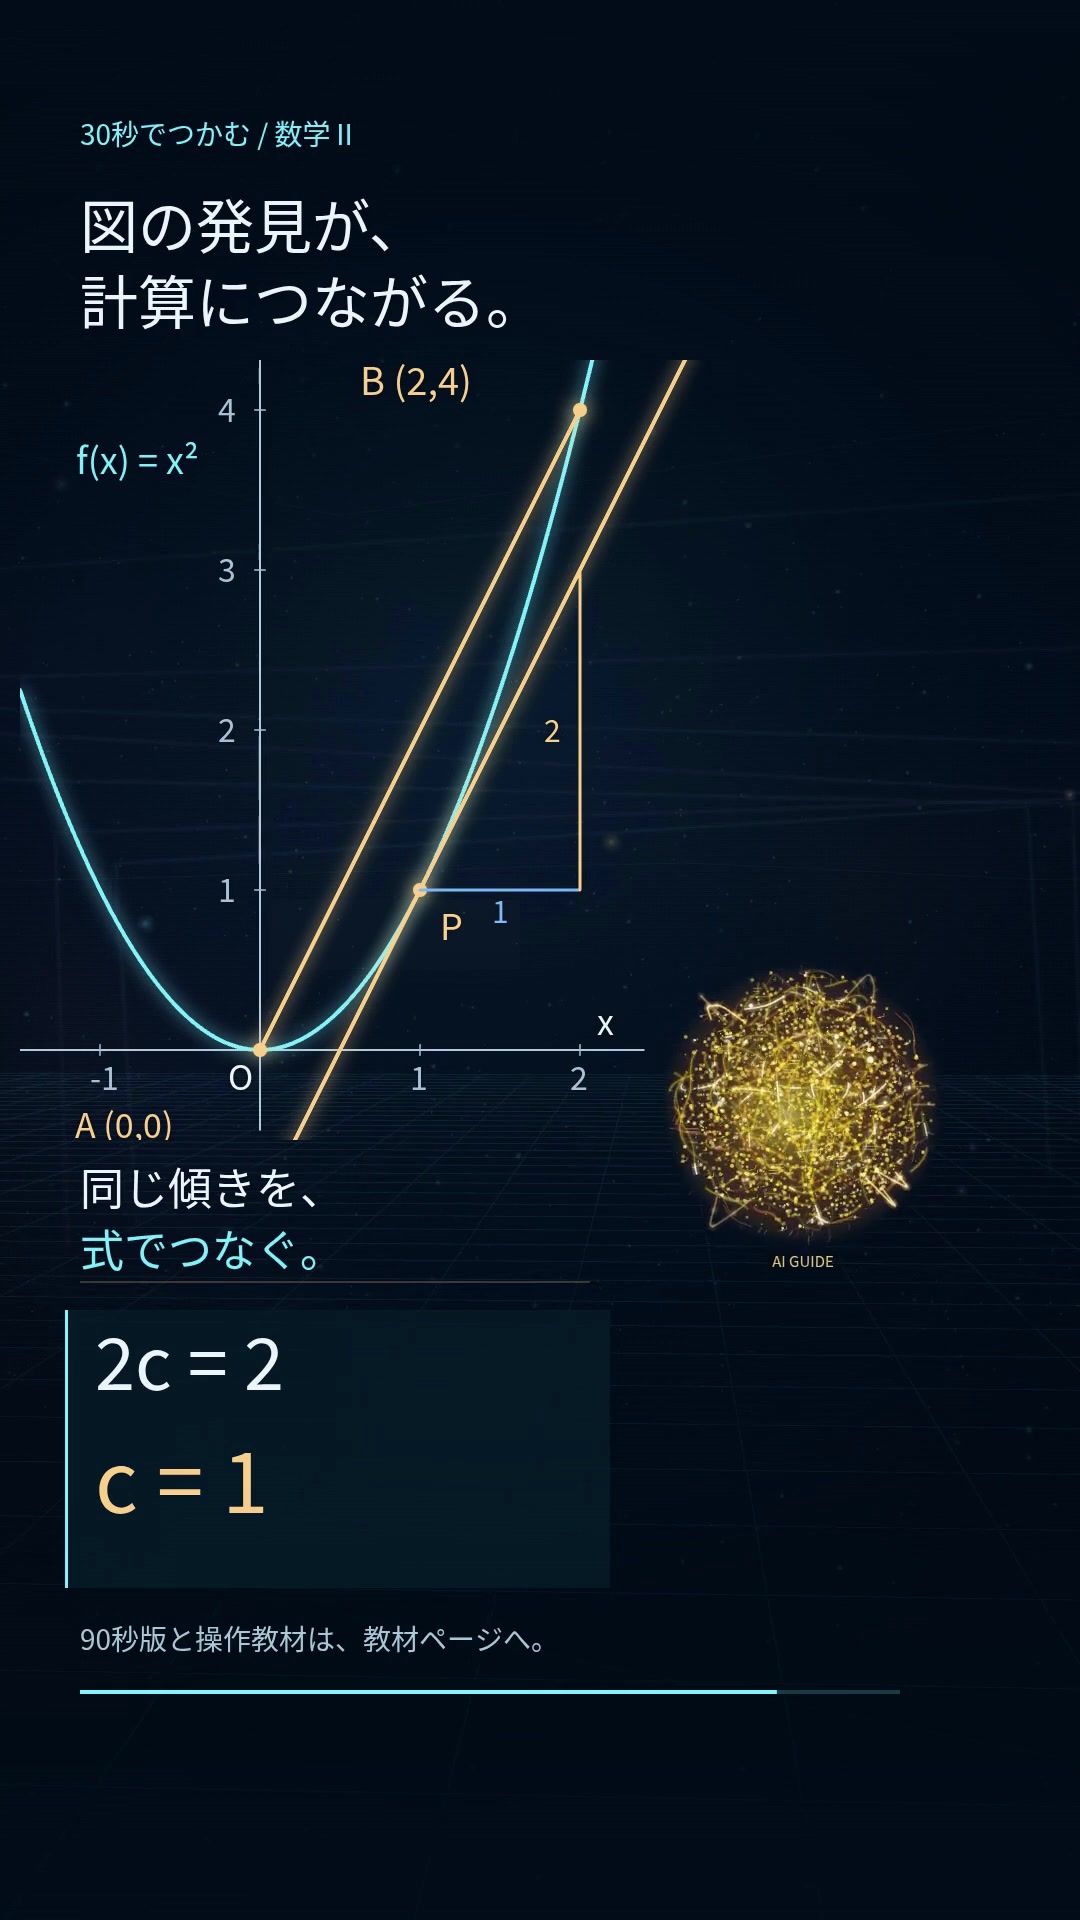 30秒でつかむ / 数学 II
図の発見が、
計算につながる。
B (2,4)
4
f(x) = x²
3
2
2
1
P
1
x
-1
O
1
2
A (0,0)
同じ傾きを、
式でつなぐ。
AI GUIDE
2c = 2
c = 1
90秒版と操作教材は、教材ページへ。